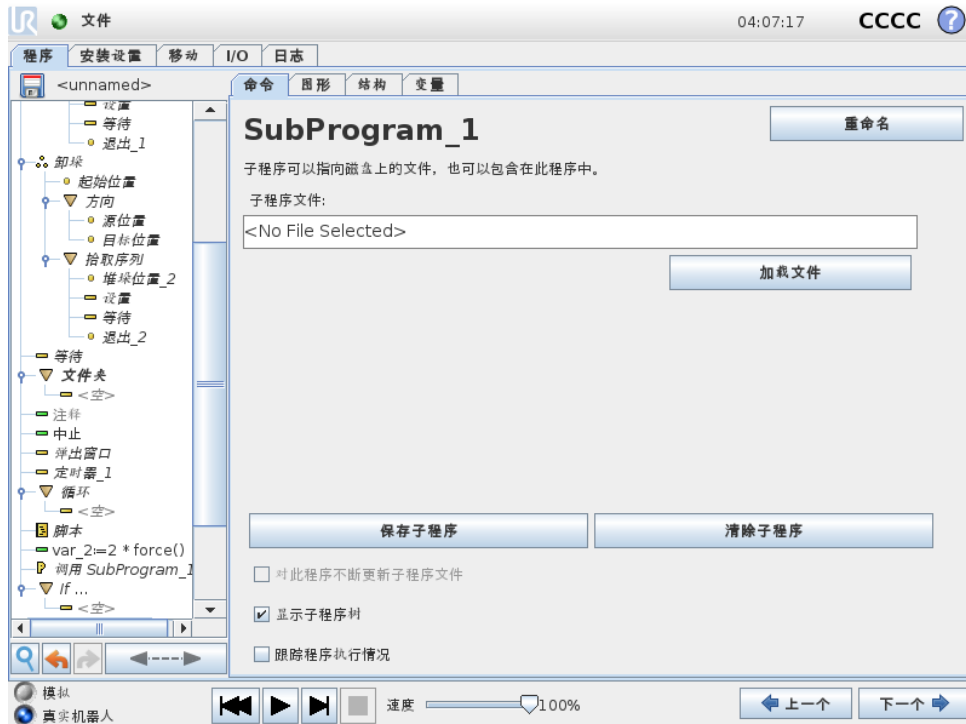 文件
04:07:17
CCCC
?
程序 安装设置 移动 I/O 日志
<unnamed>
命令 图形 结构 变量
设置
等待
退出_1
卸垛
起始位置
方向
源位置
目标位置
拾取序列
堆垛位置_2
设置
等待
退出_2
等待
文件夹
<空>
注释
中止
弹出窗口
定时器_1
循环
<空>
脚本
var_2:=2 * force()
调用 SubProgram_1
If ...
<空>
SubProgram_1
重命名
子程序可以指向磁盘上的文件，也可以包含在此程序中。
子程序文件:
<No File Selected>
加载文件
保存子程序
清除子程序
对此程序不断更新子程序文件
显示子程序树
跟踪程序执行情况
模拟
真实机器人
速度
100%
上一个
下一个